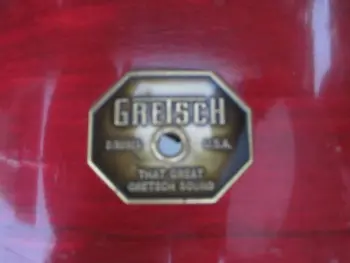 GRETSCH
DRUMS U.S.A.
THAT GREAT
GRETSCH SOUND